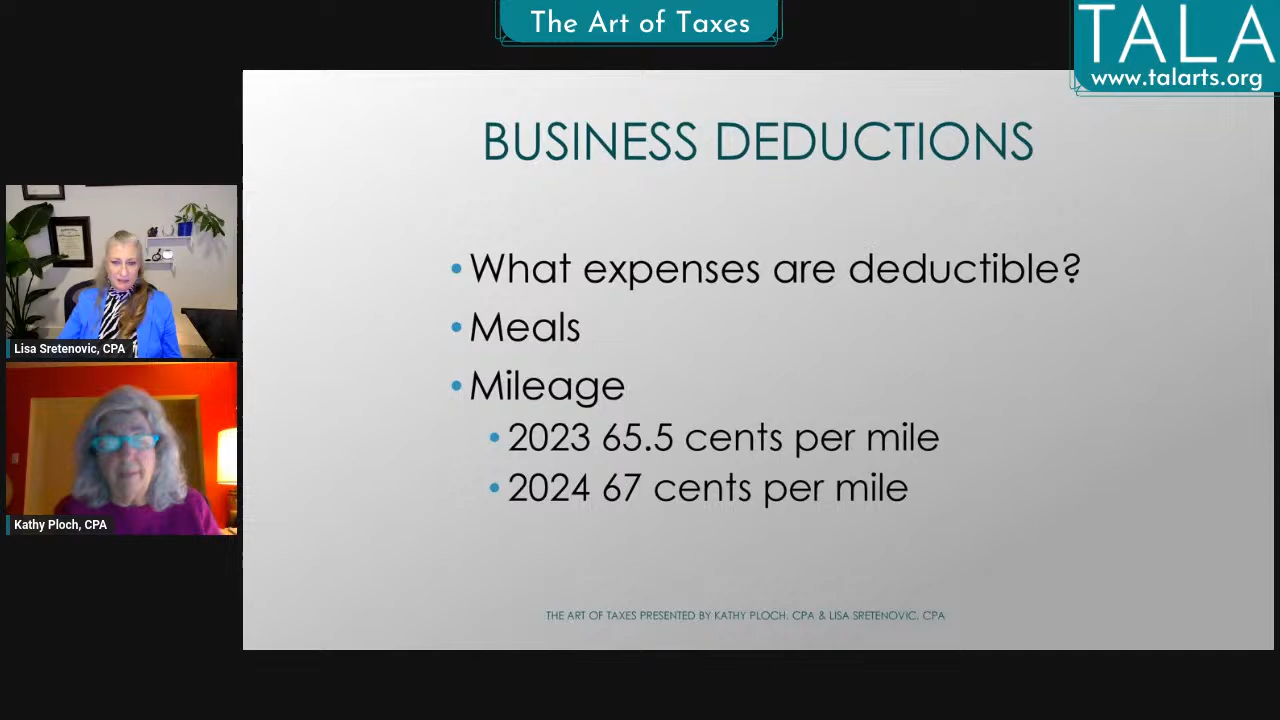 The Art of Taxes
TALA
www.talarts.org
BUSINESS DEDUCTIONS
• What expenses are deductible?
• Meals
• Mileage
• 2023 65.5 cents per mile
• 2024 67 cents per mile
Lisa Sretenovic, CPA
Kathy Ploch, CPA
THE ART OF TAXES PRESENTED BY KATHY PLOCH, CPA & LISA SRETENOVIC, CPA